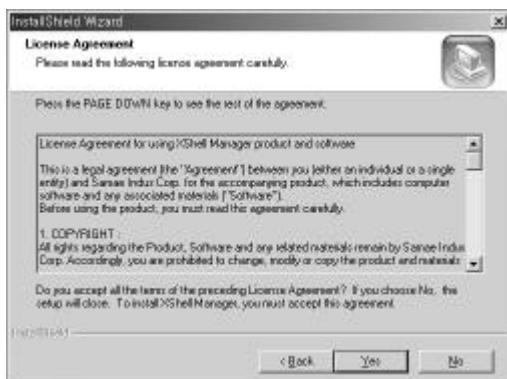 InstallShield Wizard
License Agreement
Please read the following license agreement carefully.
Press the PAGE DOWN key to see the rest of the agreement.
License Agreement for using XShell Manager product and software
This is a legal agreement (the "Agreement") between you (either an individual or a single
entity) and Samae Indux Corp. for the accompanying product, which includes computer
software and any associated materials ("Software").
Before using the product, you must read this agreement carefully.
1. COPYRIGHT :
All rights regarding the Product, Software and any related materials remain by Samae Indux
Corp. Accordingly, you are prohibited to change, modify or copy the product and materials
Do you accept all the terms of the preceding License Agreement? If you choose No, the
setup will close. To install XShell Manager, you must accept this agreement.
InstallShield
< Back
Yes
No